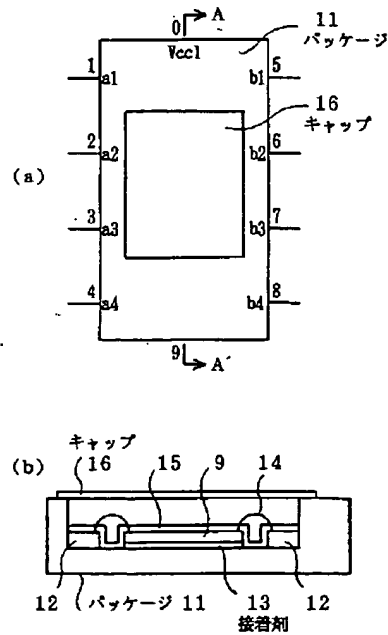 0
A
Vccl
11
パッケージ
1
a1
b1
5
16
キャップ
2
a2
b2
6
(a)
3
a3
b3
7
4
a4
b4
8
9
A´
キャップ
(b)
16
15
9
14
12
パッケージ 11
13
12
接着剤